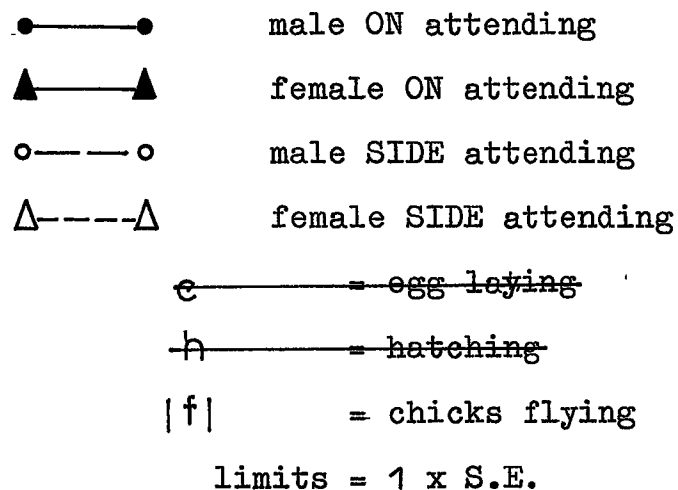 male ON attending
female ON attending
male SIDE attending
female SIDE attending
e = egg laying
h = hatching
|f| = chicks flying
limits = 1 x S.E.